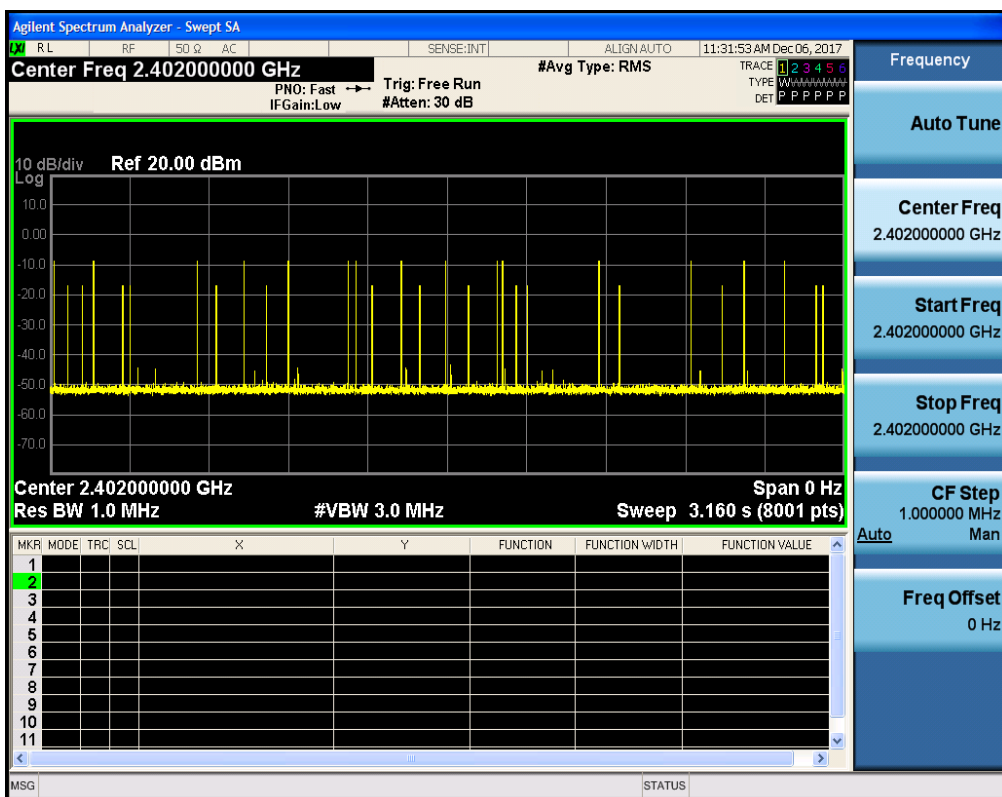 Agilent Spectrum Analyzer - Swept SA
LXI RL RF 50 Ω AC SENSE:INT ALIGN AUTO 11:31:53 AM Dec 06, 2017
Center Freq 2.402000000 GHz
PNO: Fast
IFGain:Low
Trig: Free Run
#Atten: 30 dB
#Avg Type: RMS
TRACE 1 2 3 4 5 6
TYPE W
DET P P P P P P
10 dB/div Ref 20.00 dBm
Log
10.0
0.00
-10.0
-20.0
-30.0
-40.0
-50.0
-60.0
-70.0
Center 2.402000000 GHz Span 0 Hz
Res BW 1.0 MHz #VBW 3.0 MHz Sweep 3.160 s (8001 pts)
MKR MODE TRC SCL X Y FUNCTION FUNCTION WIDTH FUNCTION VALUE
1
2
3
4
5
6
7
8
9
10
11
MSG STATUS
Frequency
Auto Tune
Center Freq
2.402000000 GHz
Start Freq
2.402000000 GHz
Stop Freq
2.402000000 GHz
CF Step
1.000000 MHz
Auto Man
Freq Offset
0 Hz